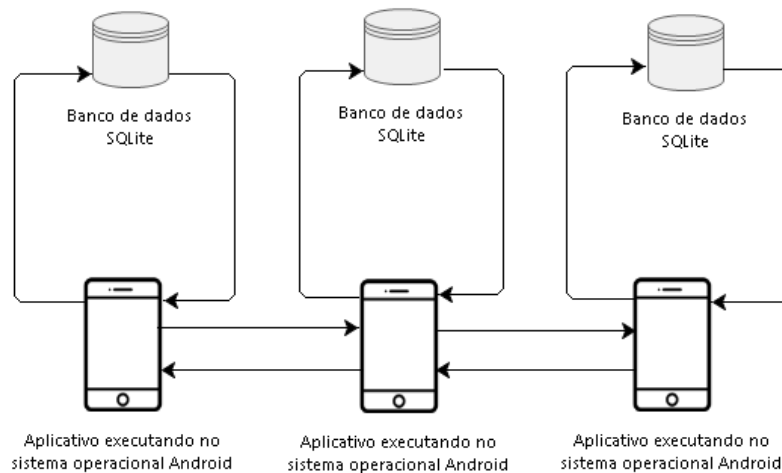 Banco de dados
SQLite
Banco de dados
SQLite
Banco de dados
SQLite
Aplicativo executando no
sistema operacional Android
Aplicativo executando no
sistema operacional Android
Aplicativo executando no
sistema operacional Android